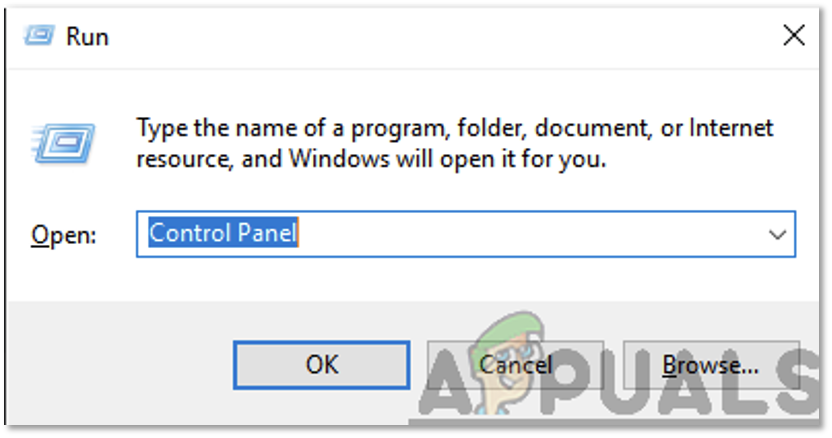 Run
Type the name of a program, folder, document, or Internet
resource, and Windows will open it for you.
Open: Control Panel
OK Cancel Browse...
APPUALS